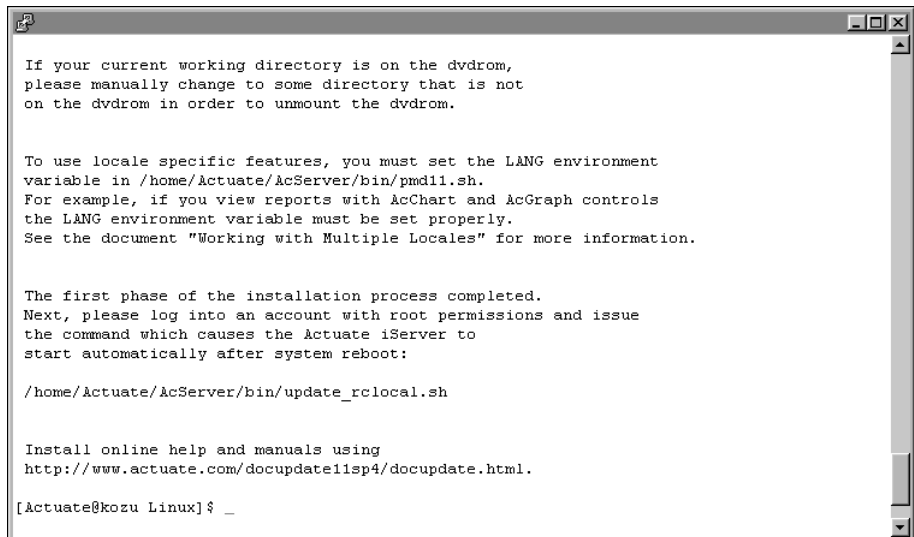 If your current working directory is on the dvdrom,
please manually change to some directory that is not
on the dvdrom in order to unmount the dvdrom.
To use locale specific features, you must set the LANG environment
variable in /home/Actuate/AcServer/bin/pmd11.sh.
For example, if you view reports with AcChart and AcGraph controls
the LANG environment variable must be set properly.
See the document "Working with Multiple Locales" for more information.
The first phase of the installation process completed.
Next, please log into an account with root permissions and issue
the command which causes the Actuate iServer to
start automatically after system reboot:
/home/Actuate/AcServer/bin/update_rclocal.sh
Install online help and manuals using
http://www.actuate.com/docupdate11sp4/docupdate.html.
[Actuate@kozu Linux]$ _